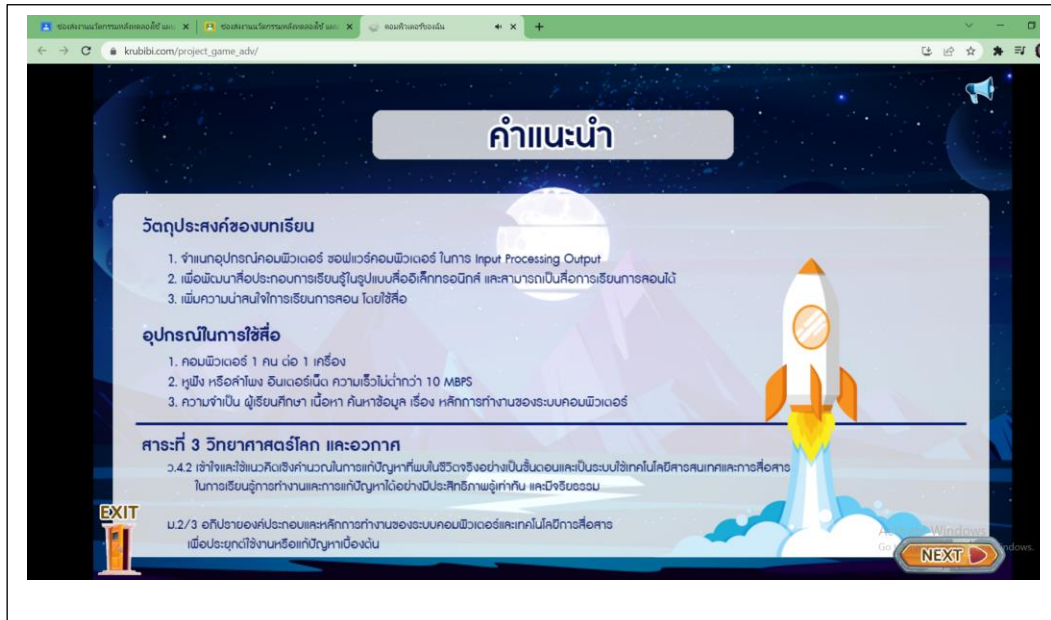 คอมพิวเตอร์ของฉัน
krubibi.com/project_game_adv/
คำแนะนำ
วัตถุประสงค์ของบทเรียน
1. จำแนกอุปกรณ์คอมพิวเตอร์ ซอฟแวร์คอมพิวเตอร์ ในการ Input Processing Output
2. เพื่อพัฒนาสื่อประกอบการเรียนรู้ในรูปแบบสื่ออิเล็กทรอนิกส์ และสามารถเป็นสื่อการเรียนการสอนได้
3. เพิ่มความน่าสนใจการเรียนการสอน โดยใช้สื่อ
อุปกรณ์ในการใช้สื่อ
1. คอมพิวเตอร์ 1 คน ต่อ 1 เครื่อง
2. หูฟัง หรือลำโพง อินเตอร์เน็ต ความเร็วไม่ต่ำกว่า 10 MBPS
3. ความจำเป็น ผู้เรียนศึกษา เนื้อหา ค้นหาข้อมูล เรื่อง หลักการทำงานของระบบคอมพิวเตอร์
สาระที่ 3 วิทยาศาสตร์โลก และอวกาศ
ว.4.2 เข้าใจและใช้แนวคิดเชิงคำนวณในการแก้ปัญหาที่พบในชีวิตจริงอย่างเป็นขั้นตอนและเป็นระบบใช้เทคโนโลยีสารสนเทศและการสื่อสาร
ในการเรียนรู้การทำงานและการแก้ปัญหาได้อย่างมีประสิทธิภาพรู้เท่าทัน และมีจริยธรรม
EXIT
ม.2/3 อภิปรายองค์ประกอบและหลักการทำงานของระบบคอมพิวเตอร์และเทคโนโลยีการสื่อสาร
เพื่อประยุกต์ใช้งานหรือแก้ปัญหาเบื้องต้น
Windows
NEXT